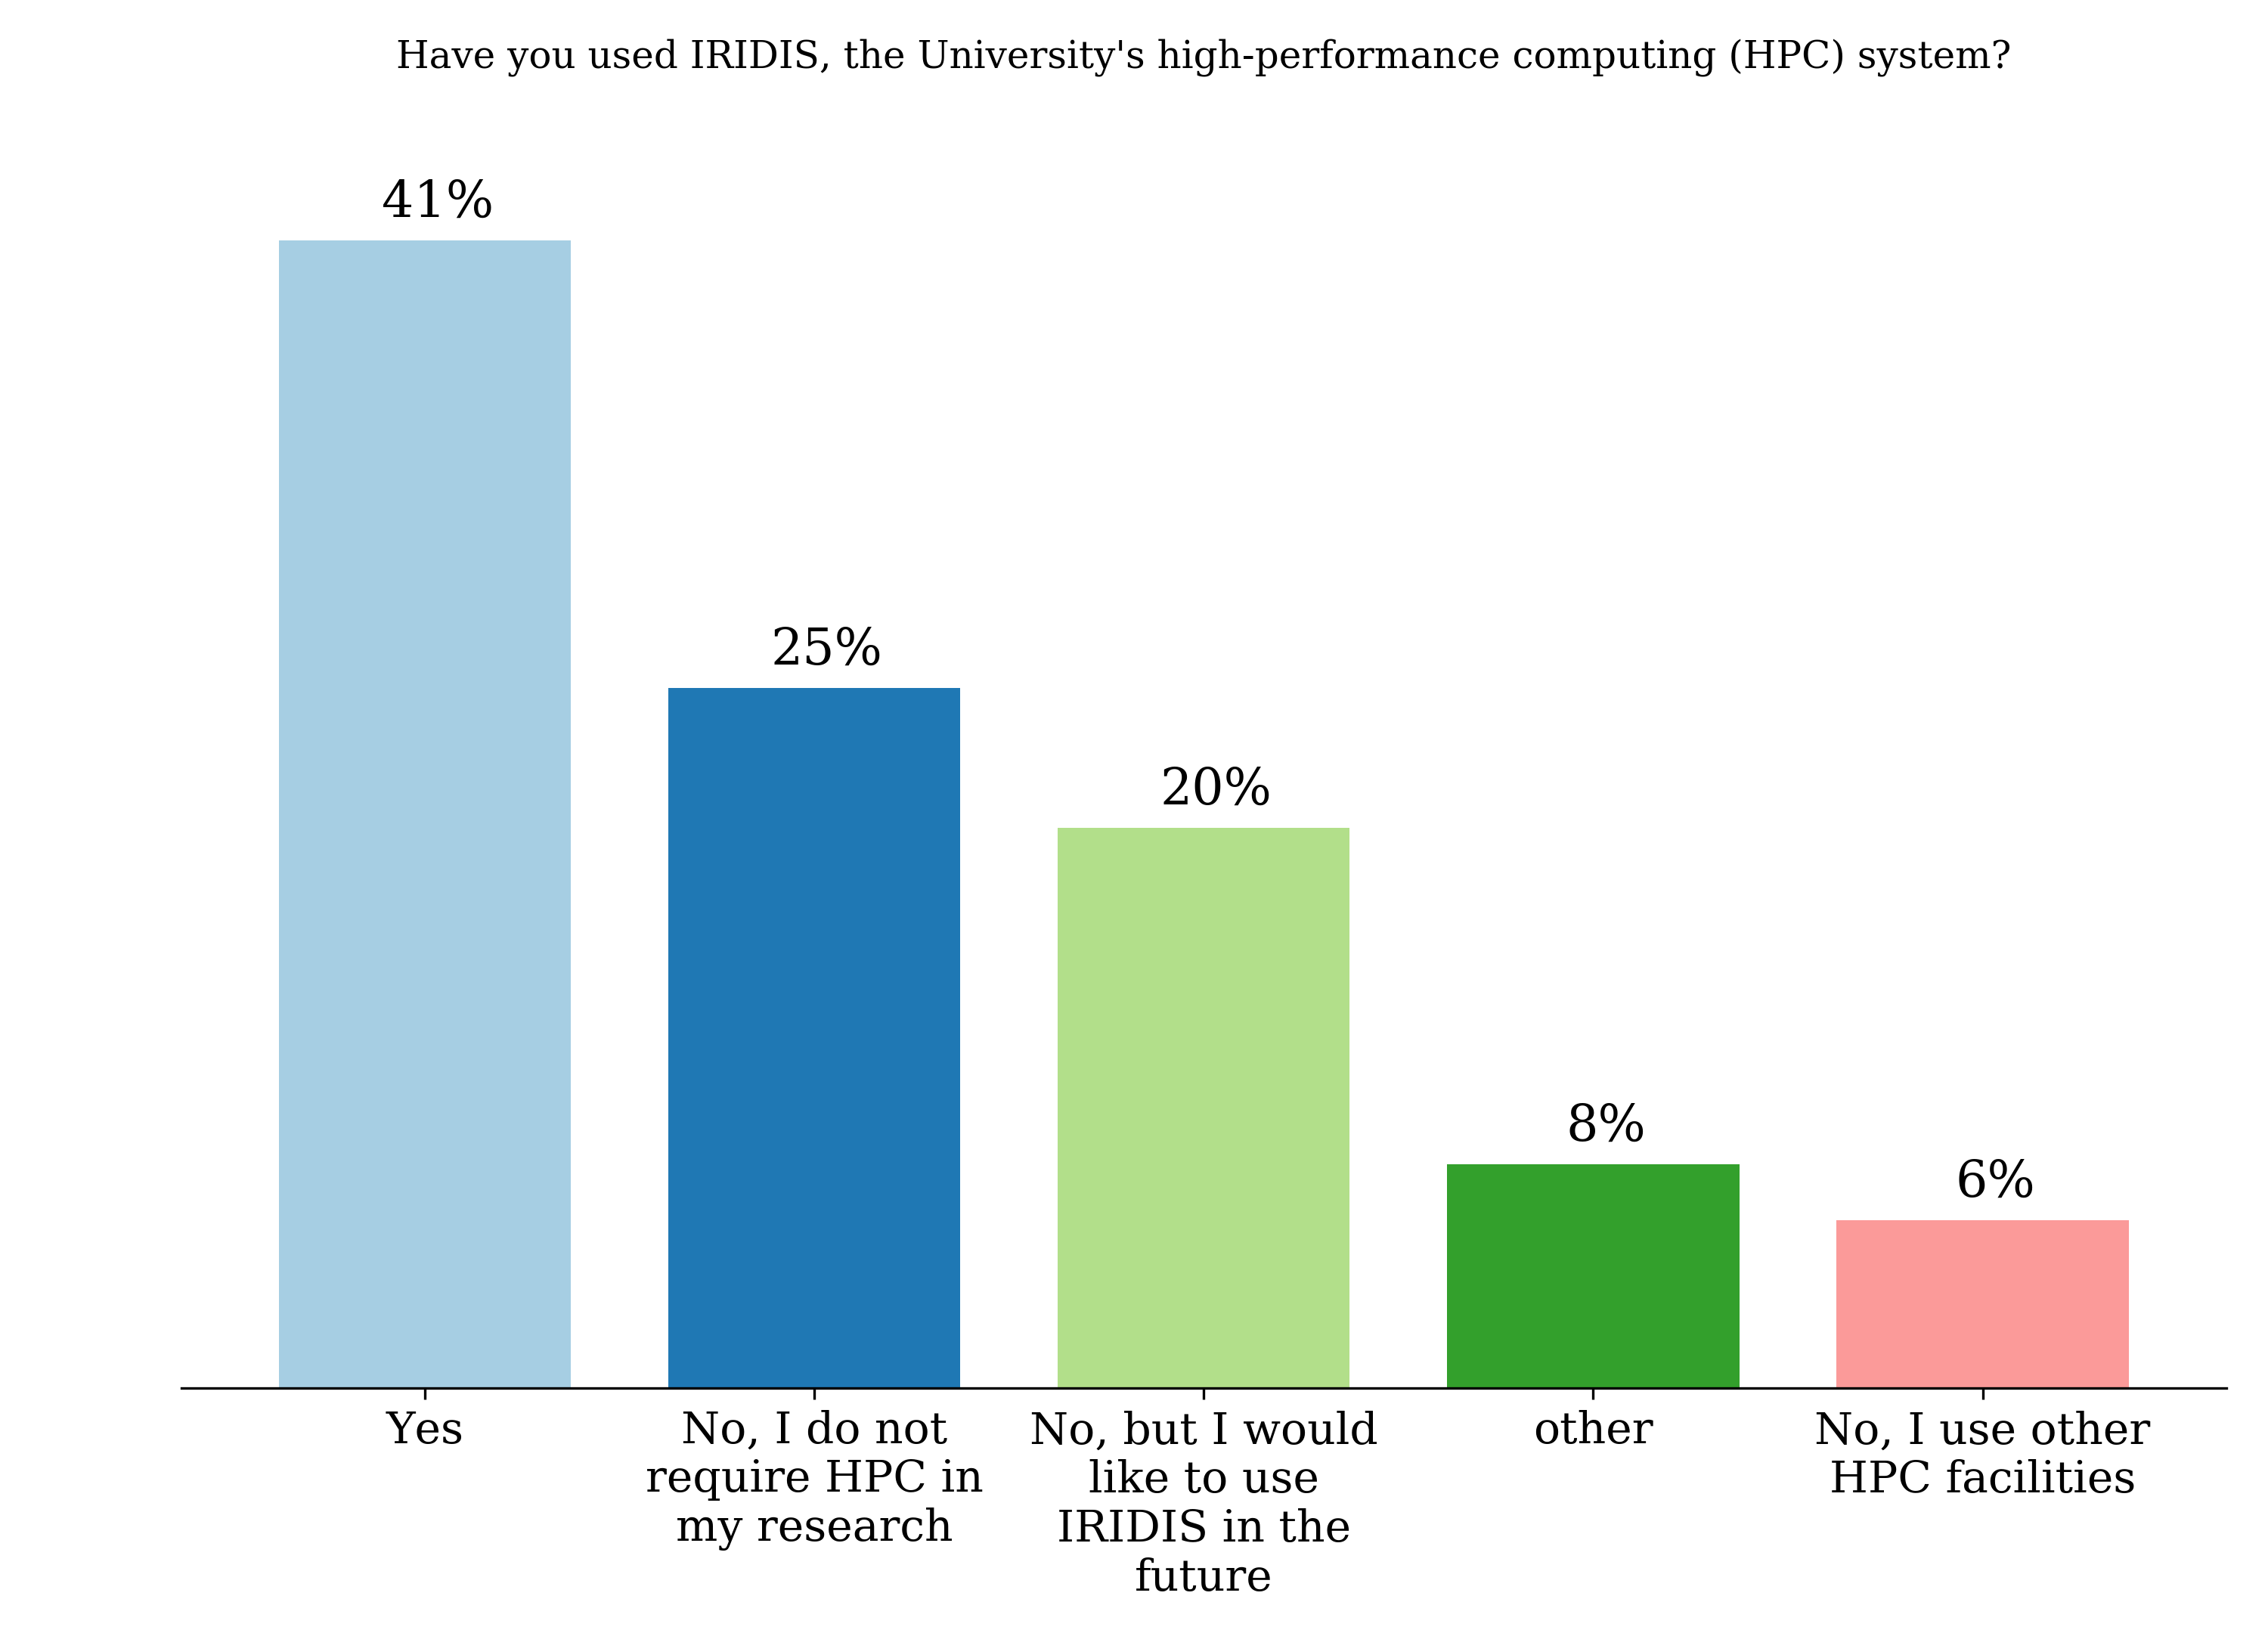 Have you used IRIDIS, the University's high-performance computing (HPC) system?
41%
25%
20%
8%
6%
Yes
No, I do not
require HPC in
my research
No, but I would
like to use
IRIDIS in the
future
other
No, I use other
HPC facilities